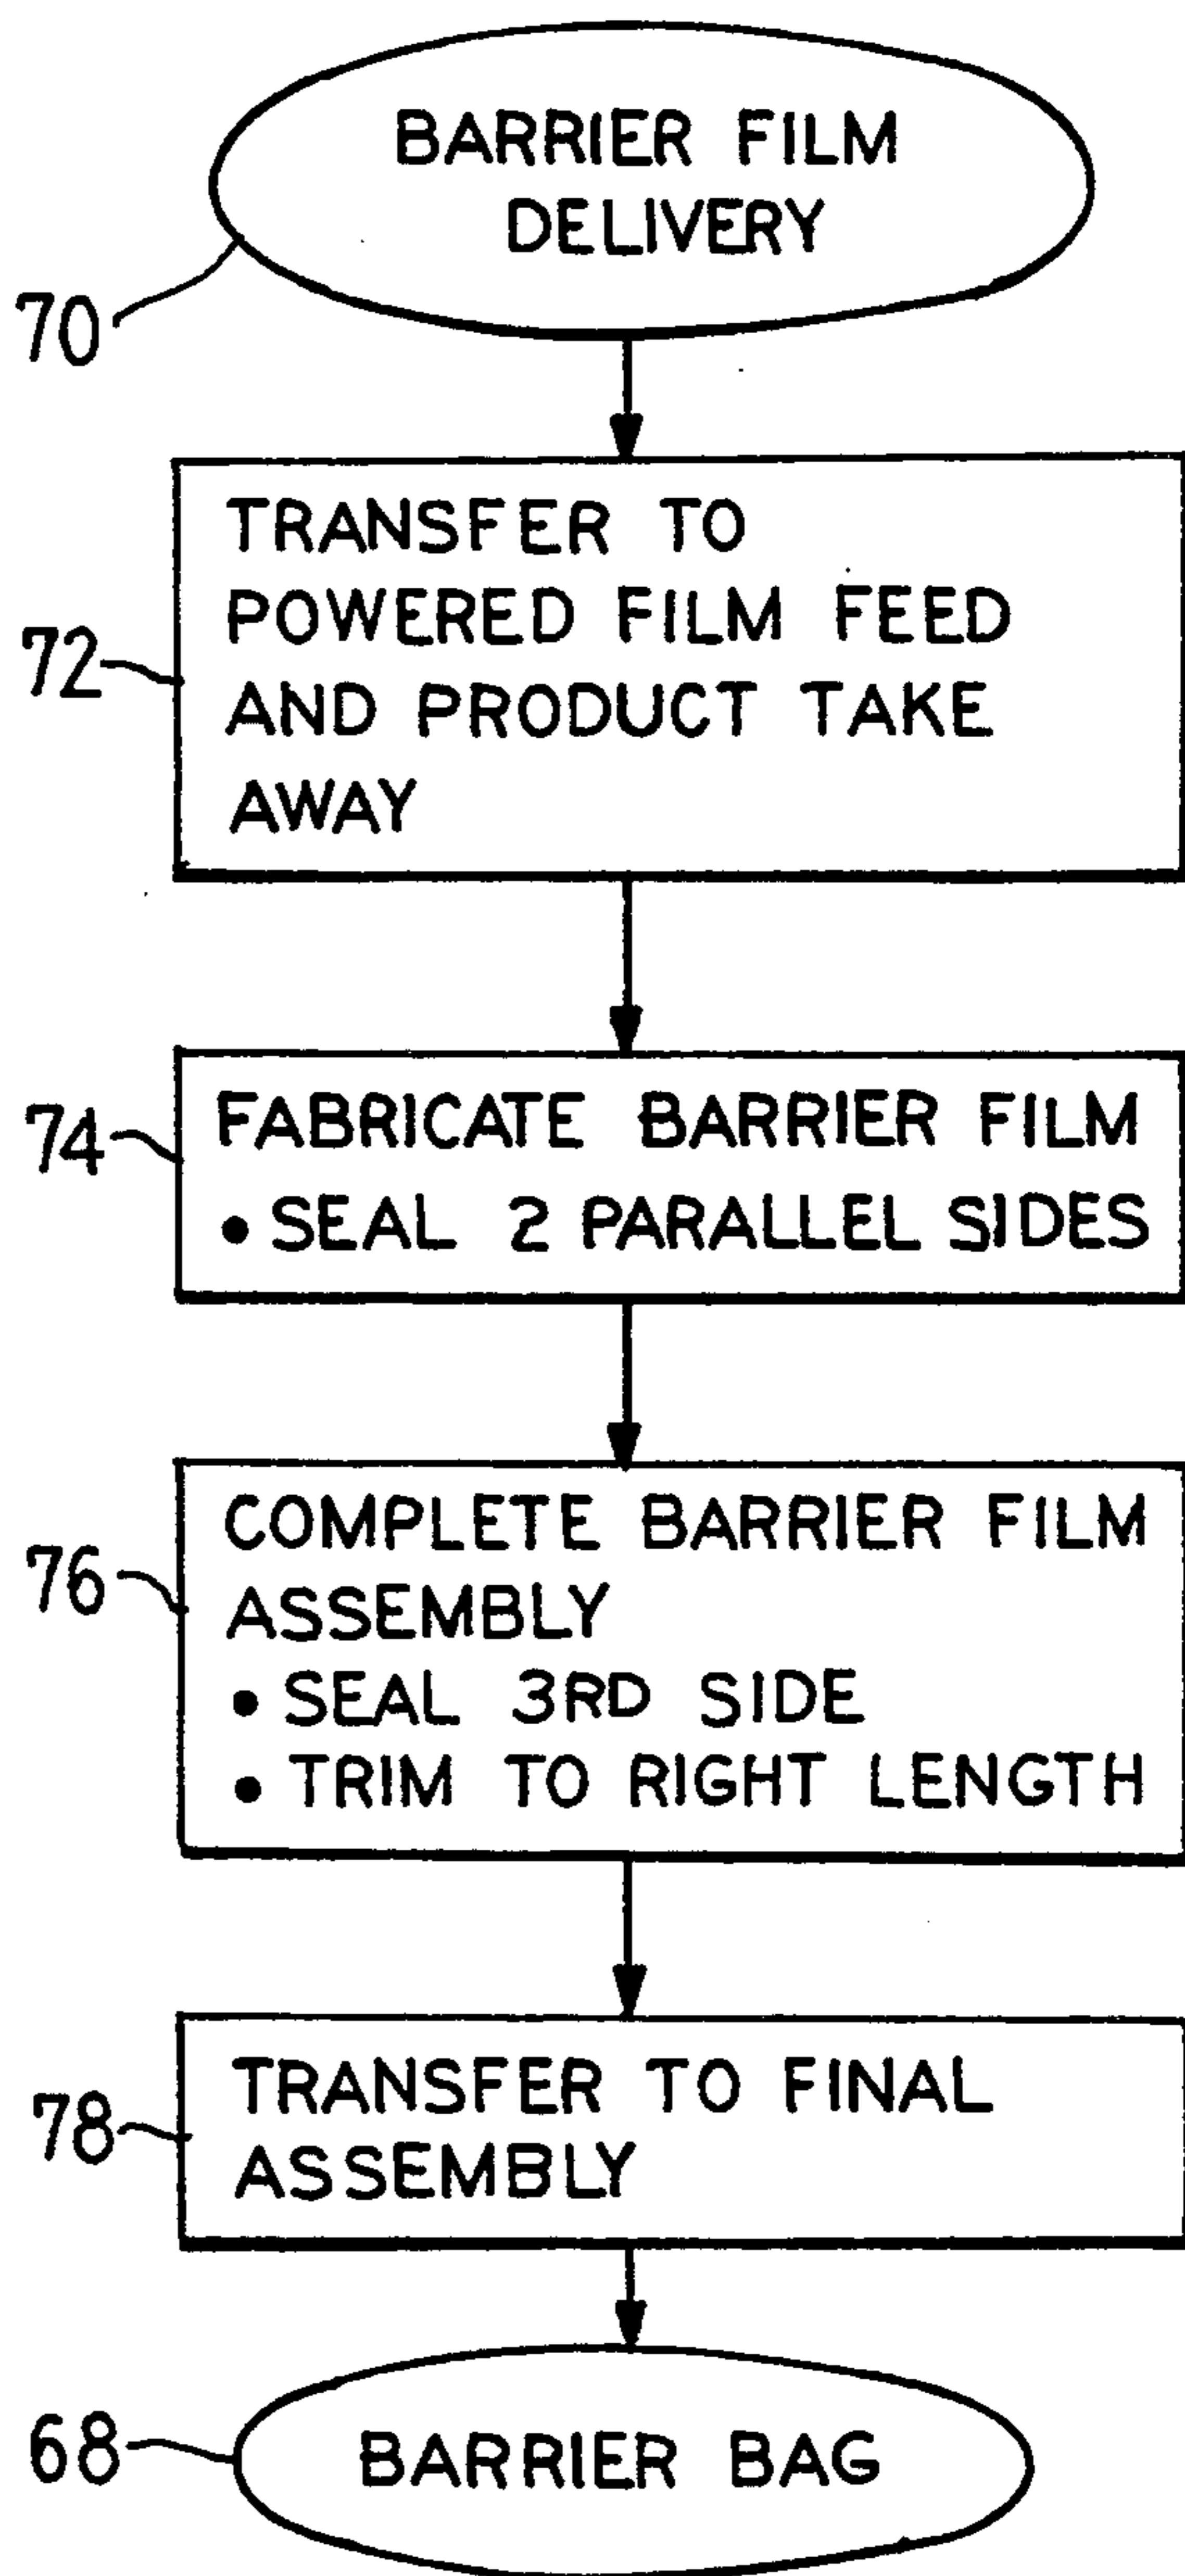 BARRIER FILM
DELIVERY
70
TRANSFER TO
POWERED FILM FEED
AND PRODUCT TAKE
AWAY
72
FABRICATE BARRIER FILM
• SEAL 2 PARALLEL SIDES
74
COMPLETE BARRIER FILM
ASSEMBLY
• SEAL 3RD SIDE
• TRIM TO RIGHT LENGTH
76
TRANSFER TO FINAL
ASSEMBLY
78
BARRIER BAG
68